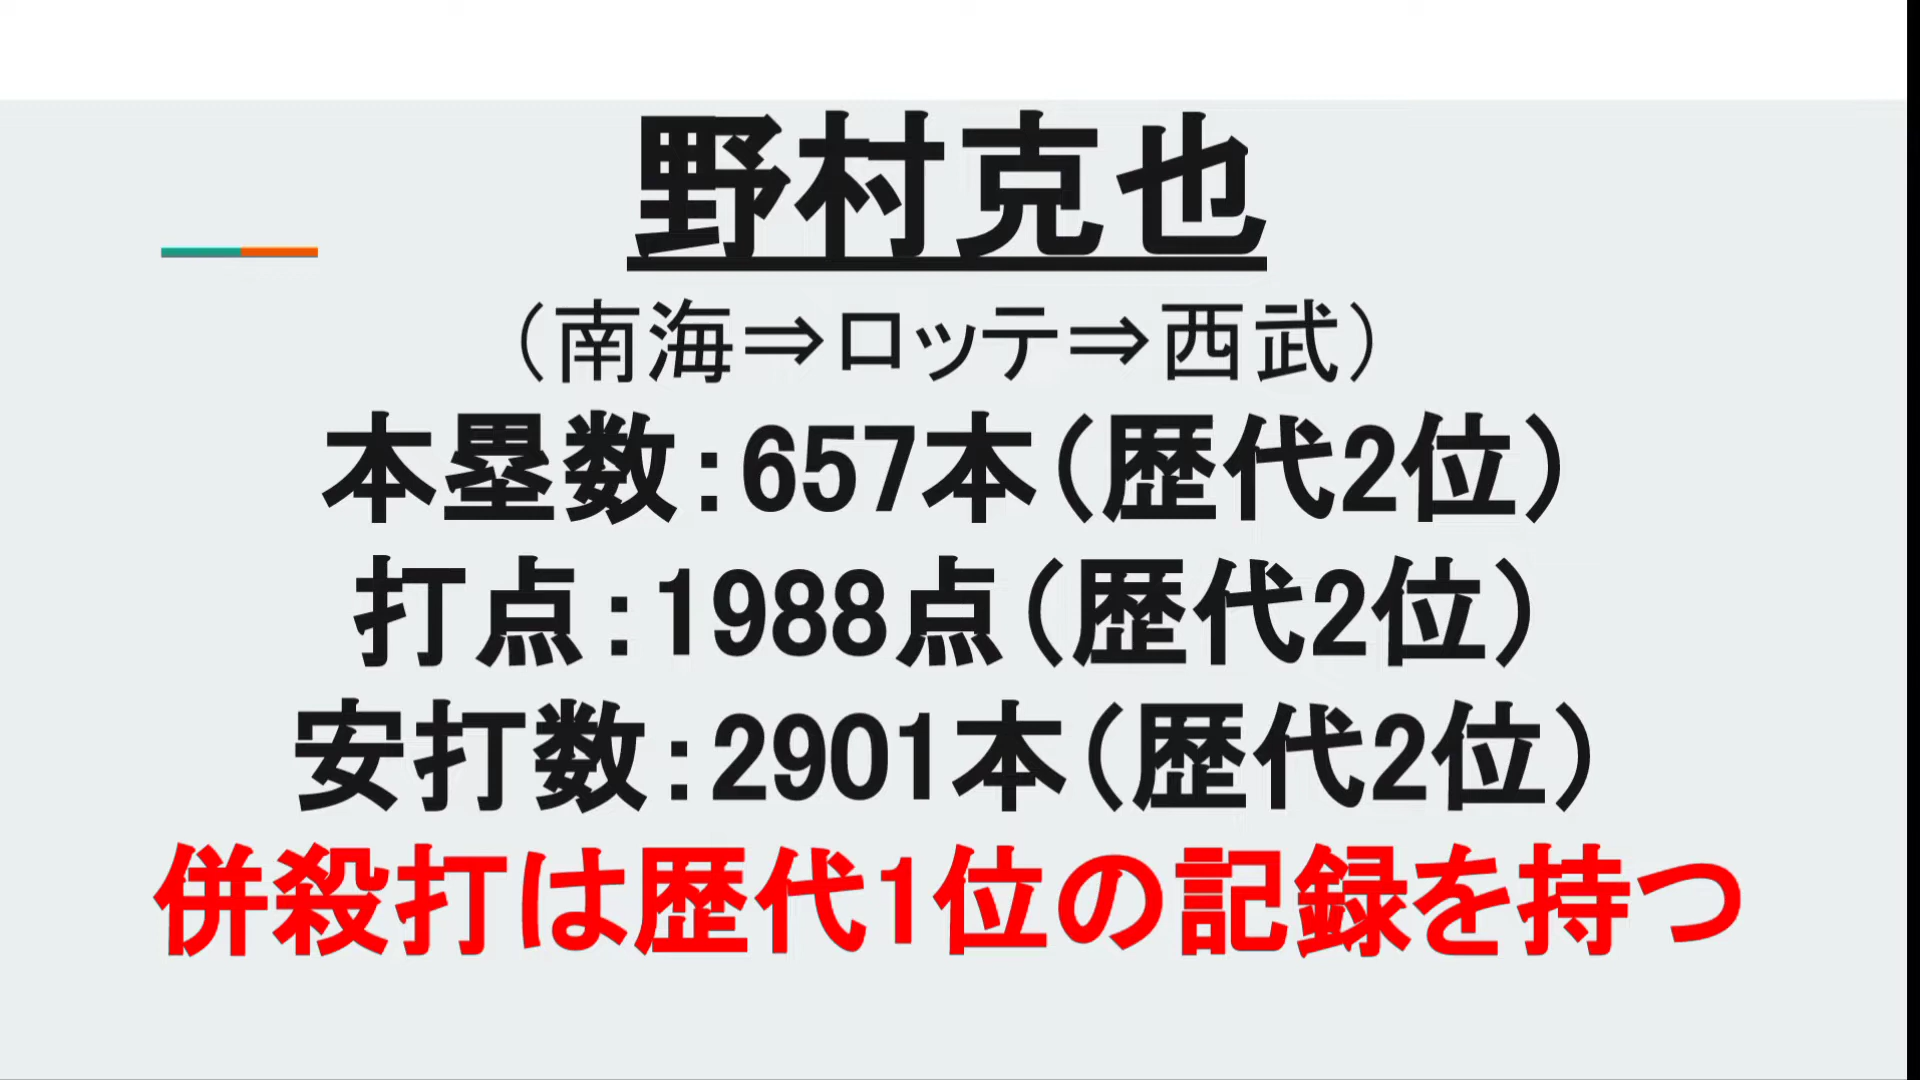 野村克也
（南海⇒ロッテ⇒西武）
本塁数：657本（歴代2位）
打点：1988点（歴代2位）
安打数：2901本（歴代2位）
併殺打は歴代1位の記録を持つ